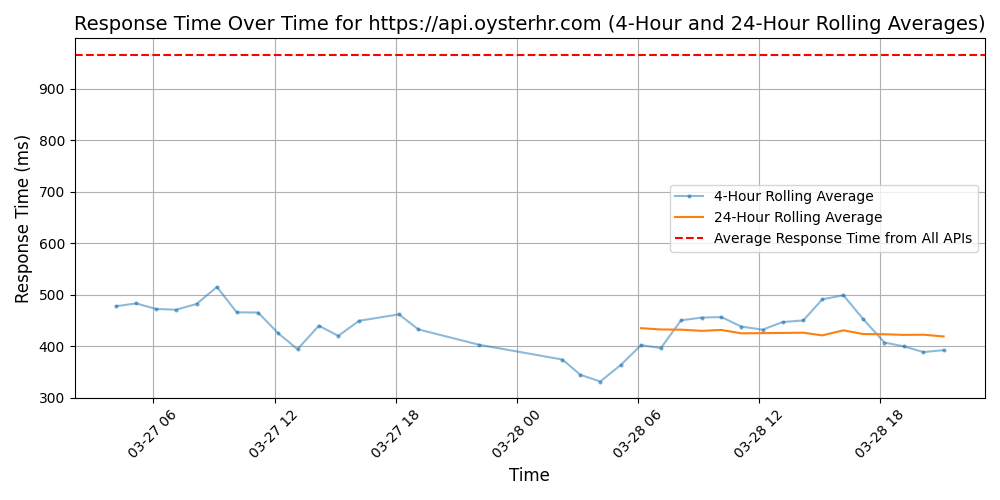 Response Time Over Time for https://api.oysterhr.com (4-Hour and 24-Hour Rolling Averages)
Response Time (ms)
900
800
700
600
500
400
300
4-Hour Rolling Average
24-Hour Rolling Average
Average Response Time from All APIs
03-27 06
03-27 12
03-27 18
03-28 00
03-28 06
03-28 12
03-28 18
Time